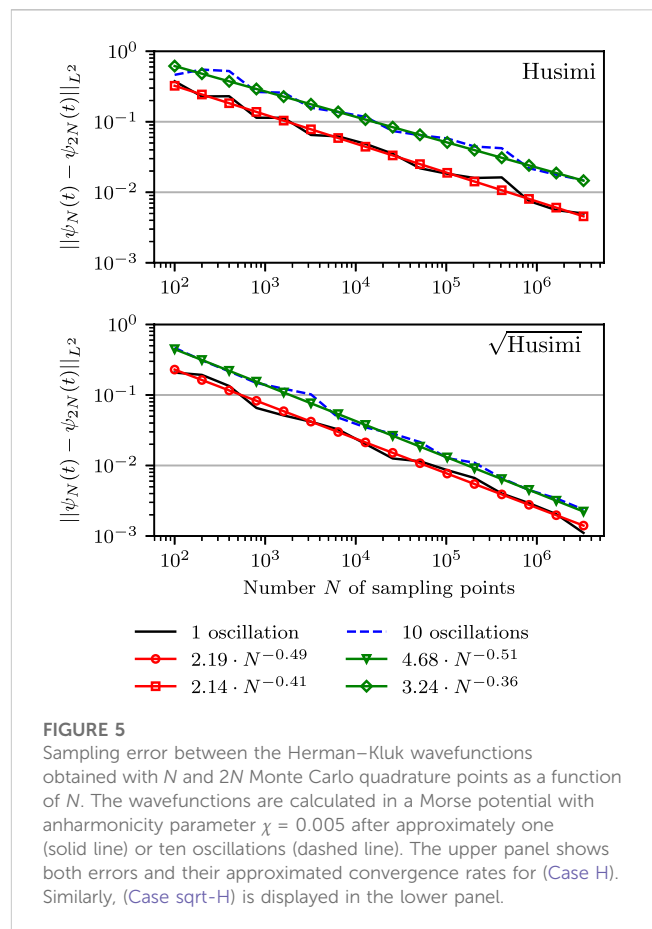 10^0
10^{-1}
10^{-2}
10^{-3}
||ψ_N(t) − ψ_{2N}(t)||_{L^2}
Husimi
10^2 10^3 10^4 10^5 10^6
10^0
10^{-1}
10^{-2}
10^{-3}
||ψ_N(t) − ψ_{2N}(t)||_{L^2}
√Husimi
10^2 10^3 10^4 10^5 10^6
Number N of sampling points
1 oscillation 10 oscillations
2.19 · N^{−0.49} 4.68 · N^{−0.51}
2.14 · N^{−0.41} 3.24 · N^{−0.36}
FIGURE 5
Sampling error between the Herman–Kluk wavefunctions
obtained with N and 2N Monte Carlo quadrature points as a function
of N. The wavefunctions are calculated in a Morse potential with
anharmonicity parameter χ = 0.005 after approximately one
(solid line) or ten oscillations (dashed line). The upper panel shows
both errors and their approximated convergence rates for (Case H).
Similarly, (Case sqrt-H) is displayed in the lower panel.